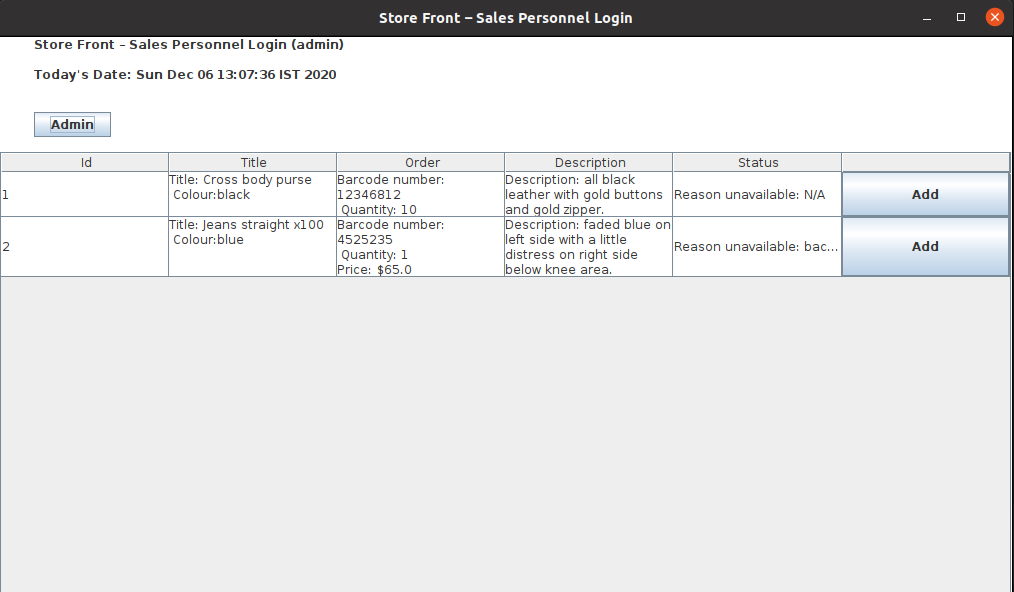 Store Front – Sales Personnel Login
Store Front – Sales Personnel Login (admin)
Today's Date: Sun Dec 06 13:07:36 IST 2020
Admin
Id Title Order Description Status
1
Title: Cross body purse
Colour:black
Barcode number:
12346812
Quantity: 10
Description: all black
leather with gold buttons
and gold zipper.
Reason unavailable: N/A
Add
2
Title: Jeans straight x100
Colour:blue
Barcode number:
4525235
Quantity: 1
Price: $65.0
Description: faded blue on
left side with a little
distress on right side
below knee area.
Reason unavailable: bac...
Add